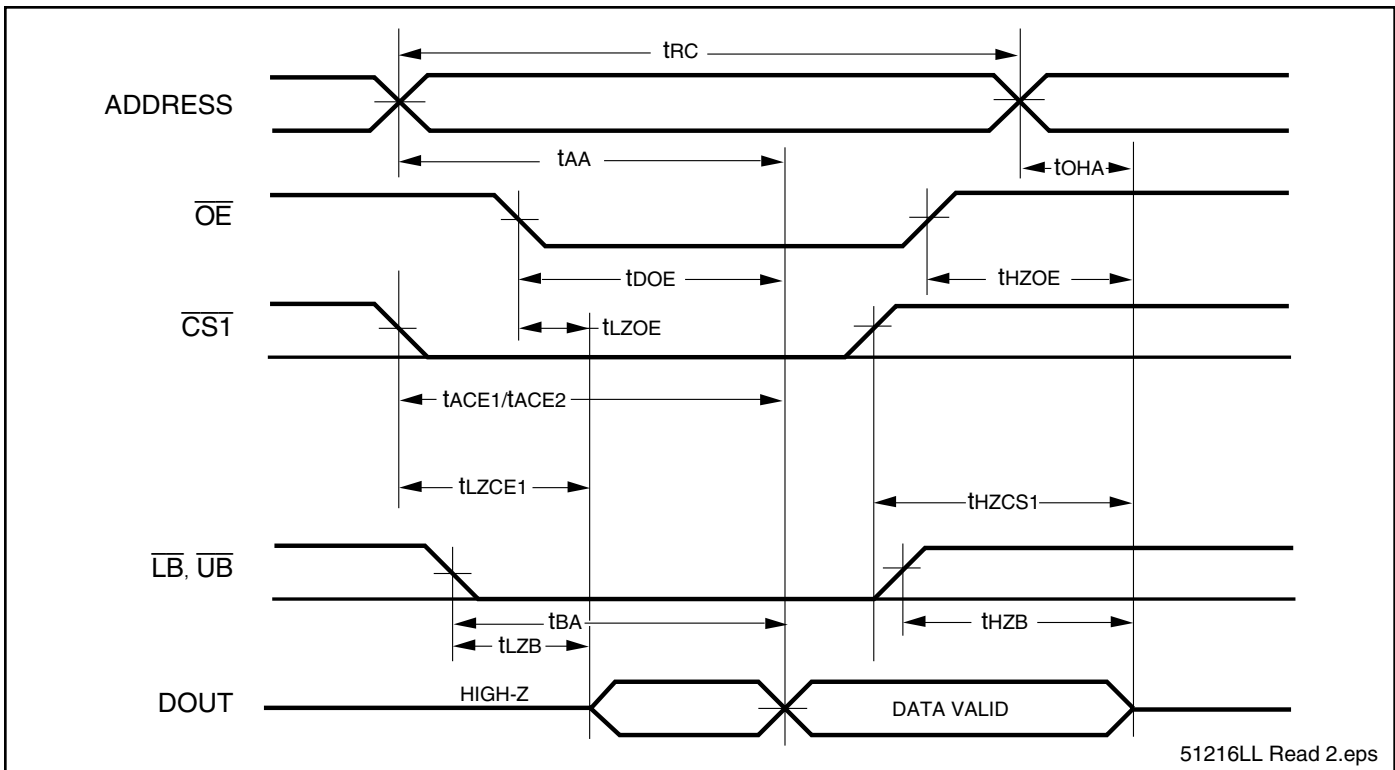 tRC
ADDRESS
tAA
tOHA
OE
tDOE
tHZOE
CS1
tLZOE
tACE1/tACE2
tLZCE1
tHZCS1
LB, UB
tBA
tHZB
tLZB
HIGH-Z
DOUT
DATA VALID
51216LL Read 2.eps